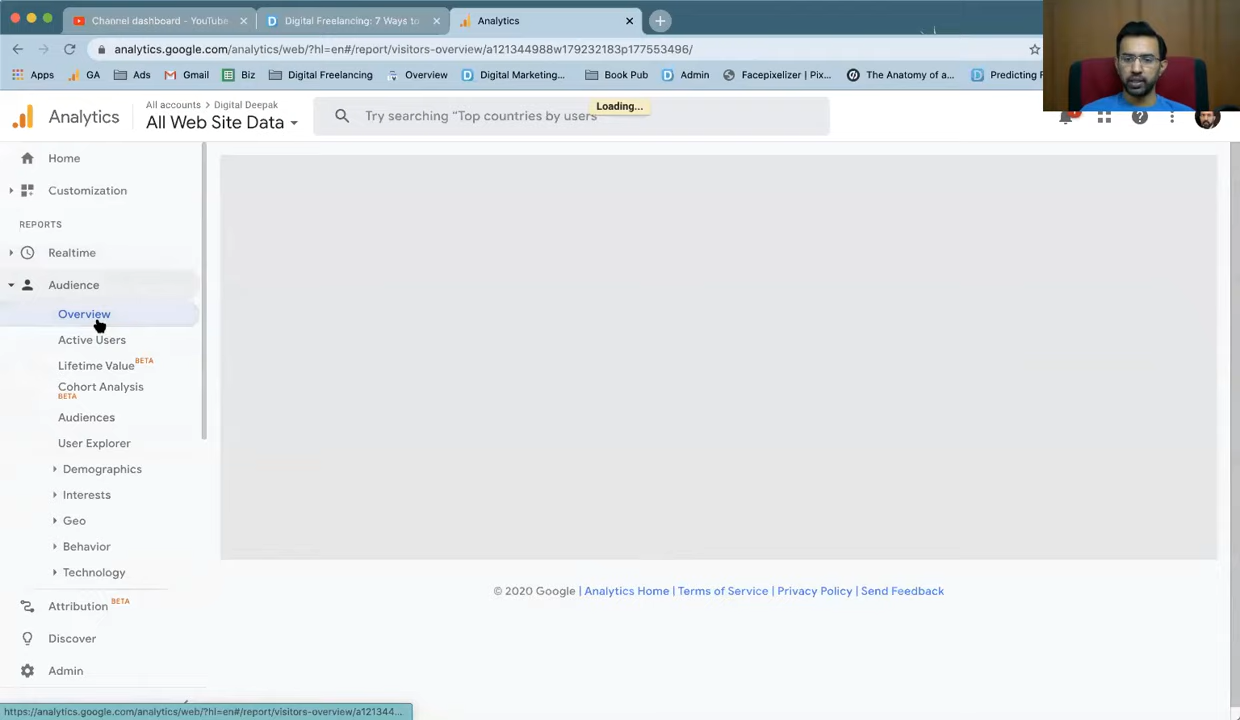 Channel dashboard - YouTube
Digital Freelancing: 7 Ways to
Analytics
analytics.google.com/analytics/web/?hl=en#/report/visitors-overview/a121344988w179232183p177553496/
Apps
GA
Ads
Gmail
Biz
Digital Freelancing
Overview
Digital Marketing...
Book Pub
Admin
Facepixelizer | Pix...
The Anatomy of a...
Predicting
Analytics
All accounts > Digital Deepak
All Web Site Data
Try searching “Top countries by users”
Loading...
Home
Customization
REPORTS
Realtime
Audience
Overview
Active Users
Lifetime Value BETA
Cohort Analysis
BETA
Audiences
User Explorer
Demographics
Interests
Geo
Behavior
Technology
Attribution BETA
Discover
Admin
© 2020 Google | Analytics Home | Terms of Service | Privacy Policy | Send Feedback
https://analytics.google.com/analytics/web/?hl=en#/report/visitors-overview/a121344...